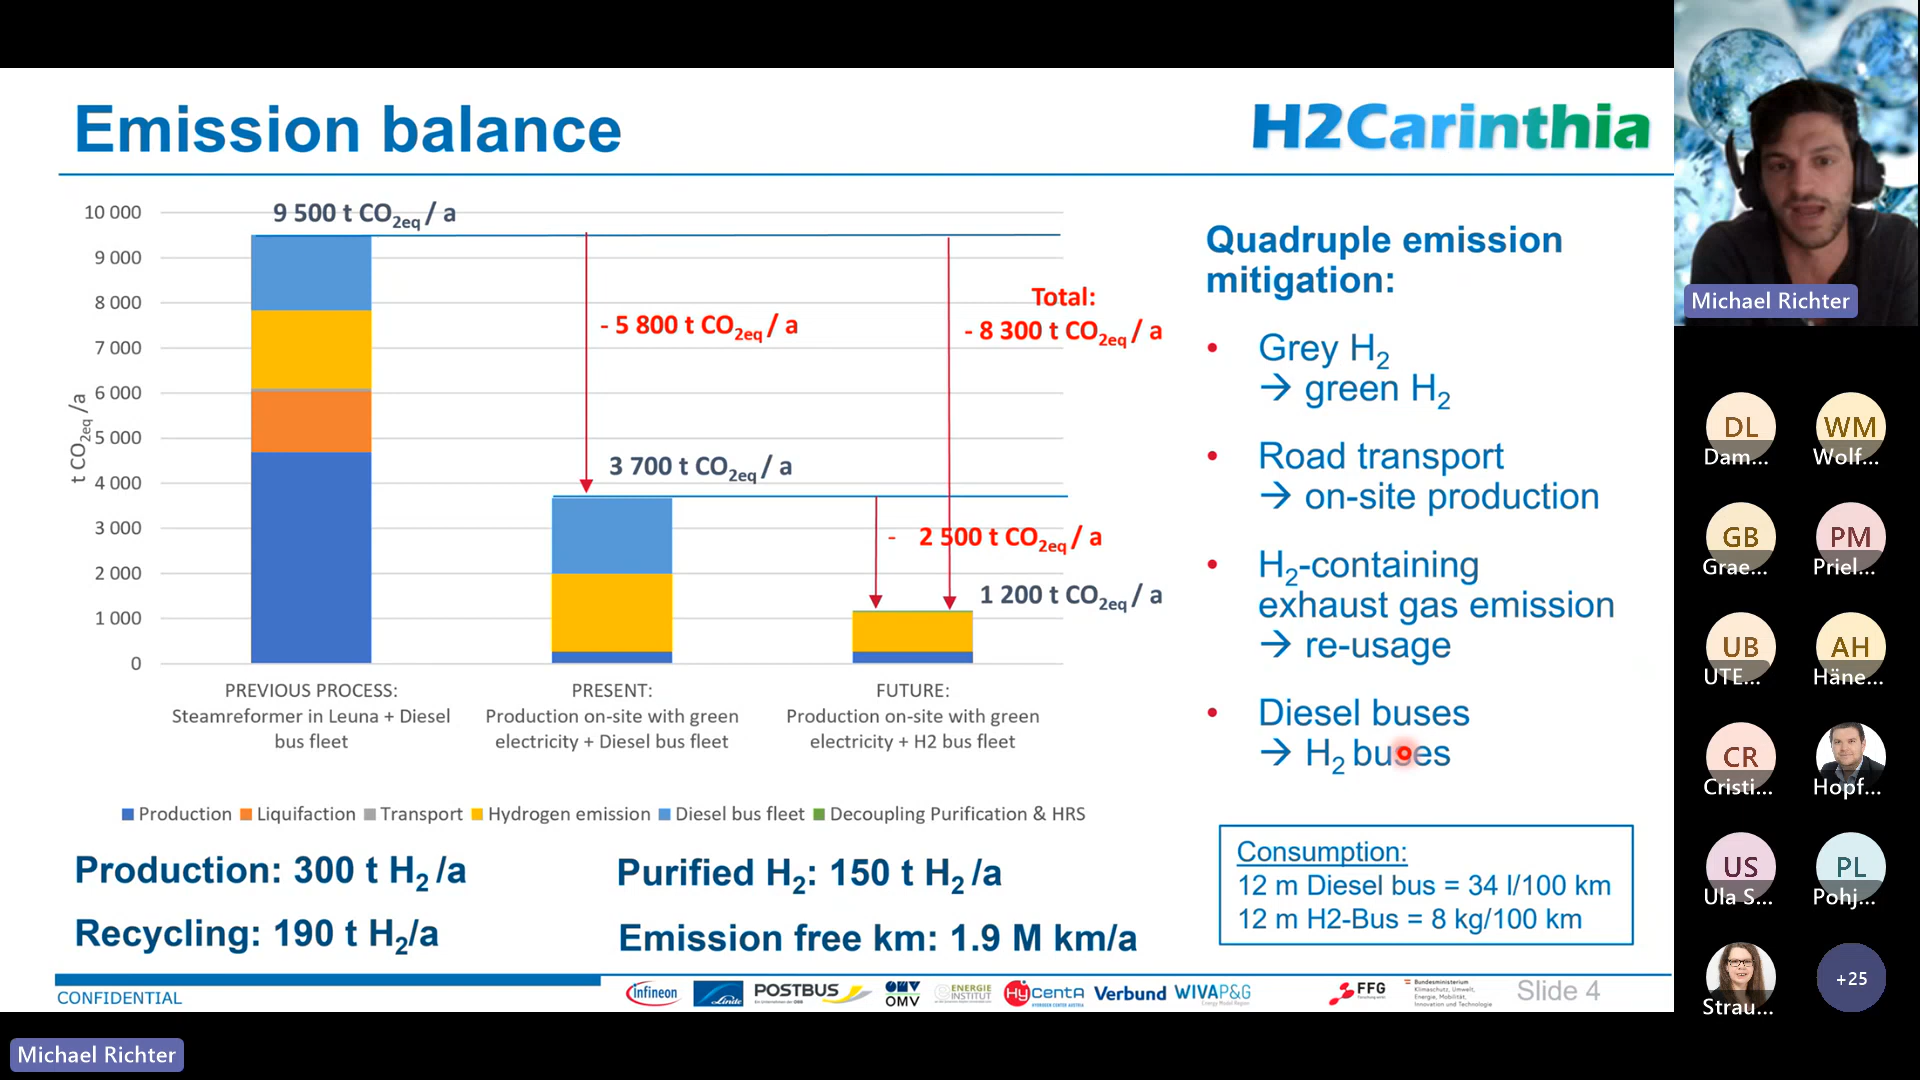 Emission balance
H2Carinthia
10 000
9 000
8 000
7 000
6 000
5 000
4 000
3 000
2 000
1 000
0
t CO2eq /a
9 500 t CO2eq / a
- 5 800 t CO2eq / a
Total:
- 8 300 t CO2eq / a
3 700 t CO2eq / a
- 2 500 t CO2eq / a
1 200 t CO2eq / a
PREVIOUS PROCESS:
Steamreformer in Leuna + Diesel
bus fleet
PRESENT:
Production on-site with green
electricity + Diesel bus fleet
FUTURE:
Production on-site with green
electricity + H2 bus fleet
Production Liquifaction Transport Hydrogen emission Diesel bus fleet Decoupling Purification & HRS
Production: 300 t H2 /a
Recycling: 190 t H2/a
Purified H2: 150 t H2 /a
Emission free km: 1.9 M km/a
Quadruple emission
mitigation:
• Grey H2
→ green H2
• Road transport
→ on-site production
• H2-containing
exhaust gas emission
→ re-usage
• Diesel buses
→ H2 buses
Consumption:
12 m Diesel bus = 34 l/100 km
12 m H2-Bus = 8 kg/100 km
CONFIDENTIAL
infineon
Linde
POSTBUS
OMV
ENERGIE
INSTITUT
HyCentA
Verbund
WIVAP&G
FFG
Bundesministerium
Klimaschutz, Umwelt,
Energie, Mobilität,
Innovation und Technologie
Slide 4
Michael Richter
DL
Dam...
WM
Wolf...
GB
Grae...
PM
Priel...
UB
UTE...
AH
Häne...
CR
Cristi...
Hopf...
US
Ula S...
PL
Pohj...
Strau...
+25
Michael Richter